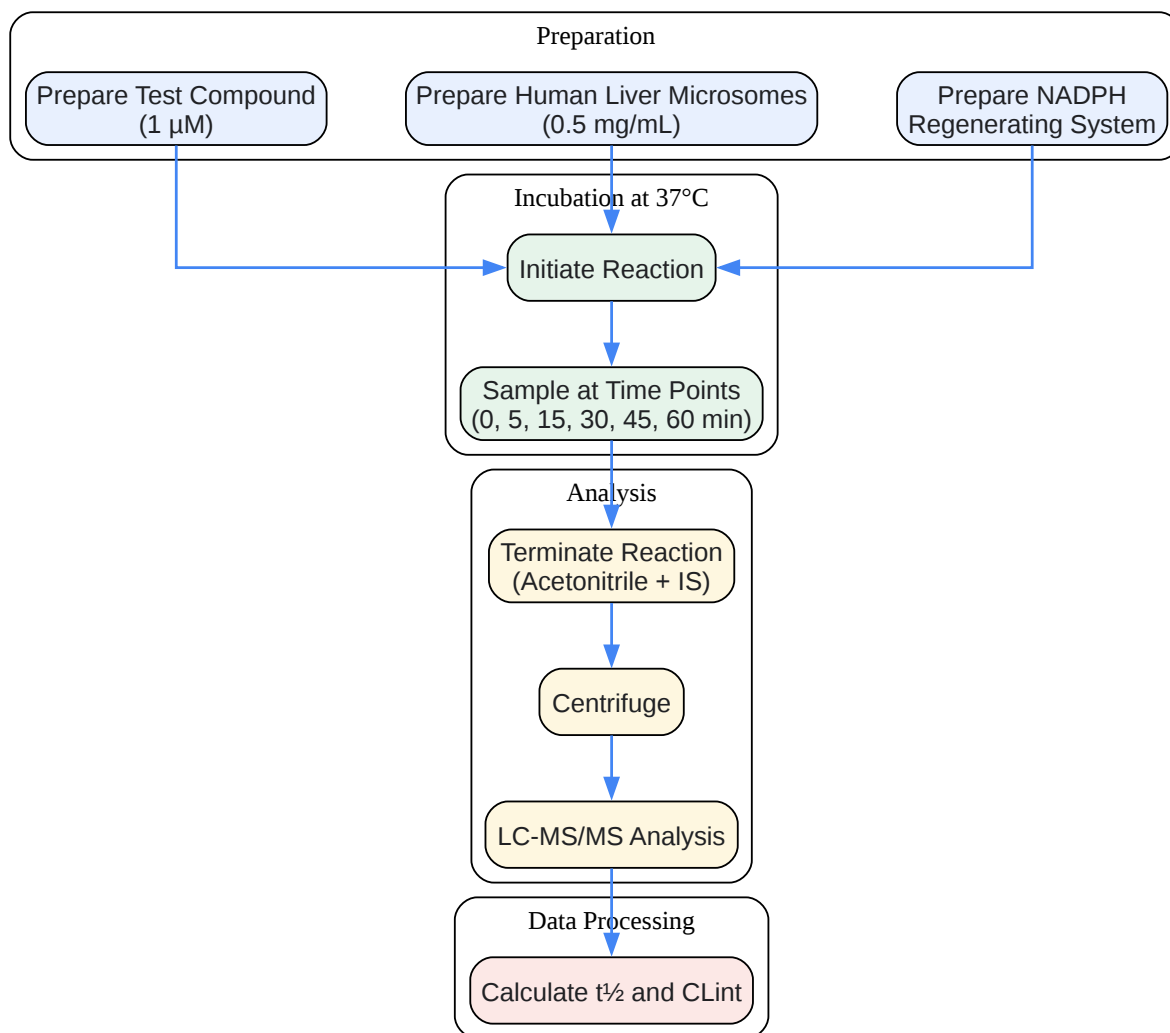 Preparation
Prepare Test Compound
(1 µM)
Prepare Human Liver Microsomes
(0.5 mg/mL)
Prepare NADPH
Regenerating System
Incubation at 37°C
Initiate Reaction
Sample at Time Points
(0, 5, 15, 30, 45, 60 min)
Analysis
Terminate Reaction
(Acetonitrile + IS)
Centrifuge
LC-MS/MS Analysis
Data Processing
Calculate t½ and CLint